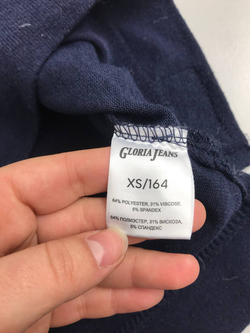 GLORIA JEANS
XS/164
64% POLYESTER, 31% VISCOSE,
5% SPANDEX
64% ПОЛИЭСТЕР, 31% ВИСКОЗА,
5% СПАНДЕКС